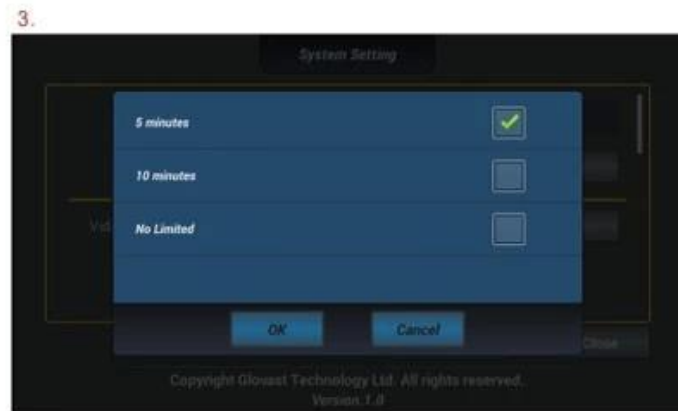 3.
System Setting
5 minutes
10 minutes
Vid
No Limited
OK
Cancel
Close
Copyright Glovast Technology Ltd. All rights reserved.
Version.1.0